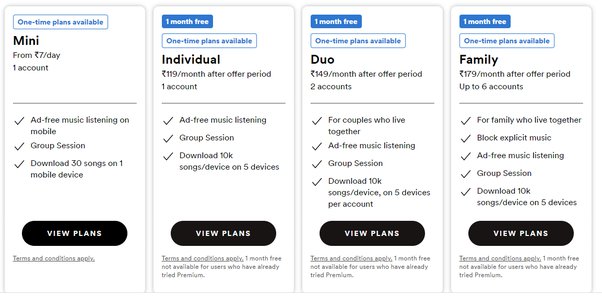 One-time plans available
Mini
From ₹7/day
1 account
Ad-free music listening on
mobile
Group Session
Download 30 songs on 1
mobile device
VIEW PLANS
Terms and conditions apply.
1 month free
One-time plans available
Individual
₹119/month after offer period
1 account
Ad-free music listening
Group Session
Download 10k
songs/device on 5 devices
VIEW PLANS
Terms and conditions apply. 1 month free
not available for users who have already
tried Premium.
1 month free
One-time plans available
Duo
₹149/month after offer period
2 accounts
For couples who live
together
Ad-free music listening
Group Session
Download 10k
songs/device, on 5 devices
per account
VIEW PLANS
Terms and conditions apply. 1 month free
not available for users who have already
tried Premium.
1 month free
One-time plans available
Family
₹179/month after offer period
Up to 6 accounts
For family who live together
Block explicit music
Ad-free music listening
Group Session
Download 10k
songs/device on 5 devices
VIEW PLANS
Terms and conditions apply. 1 month free
not available for users who have already
tried Premium.